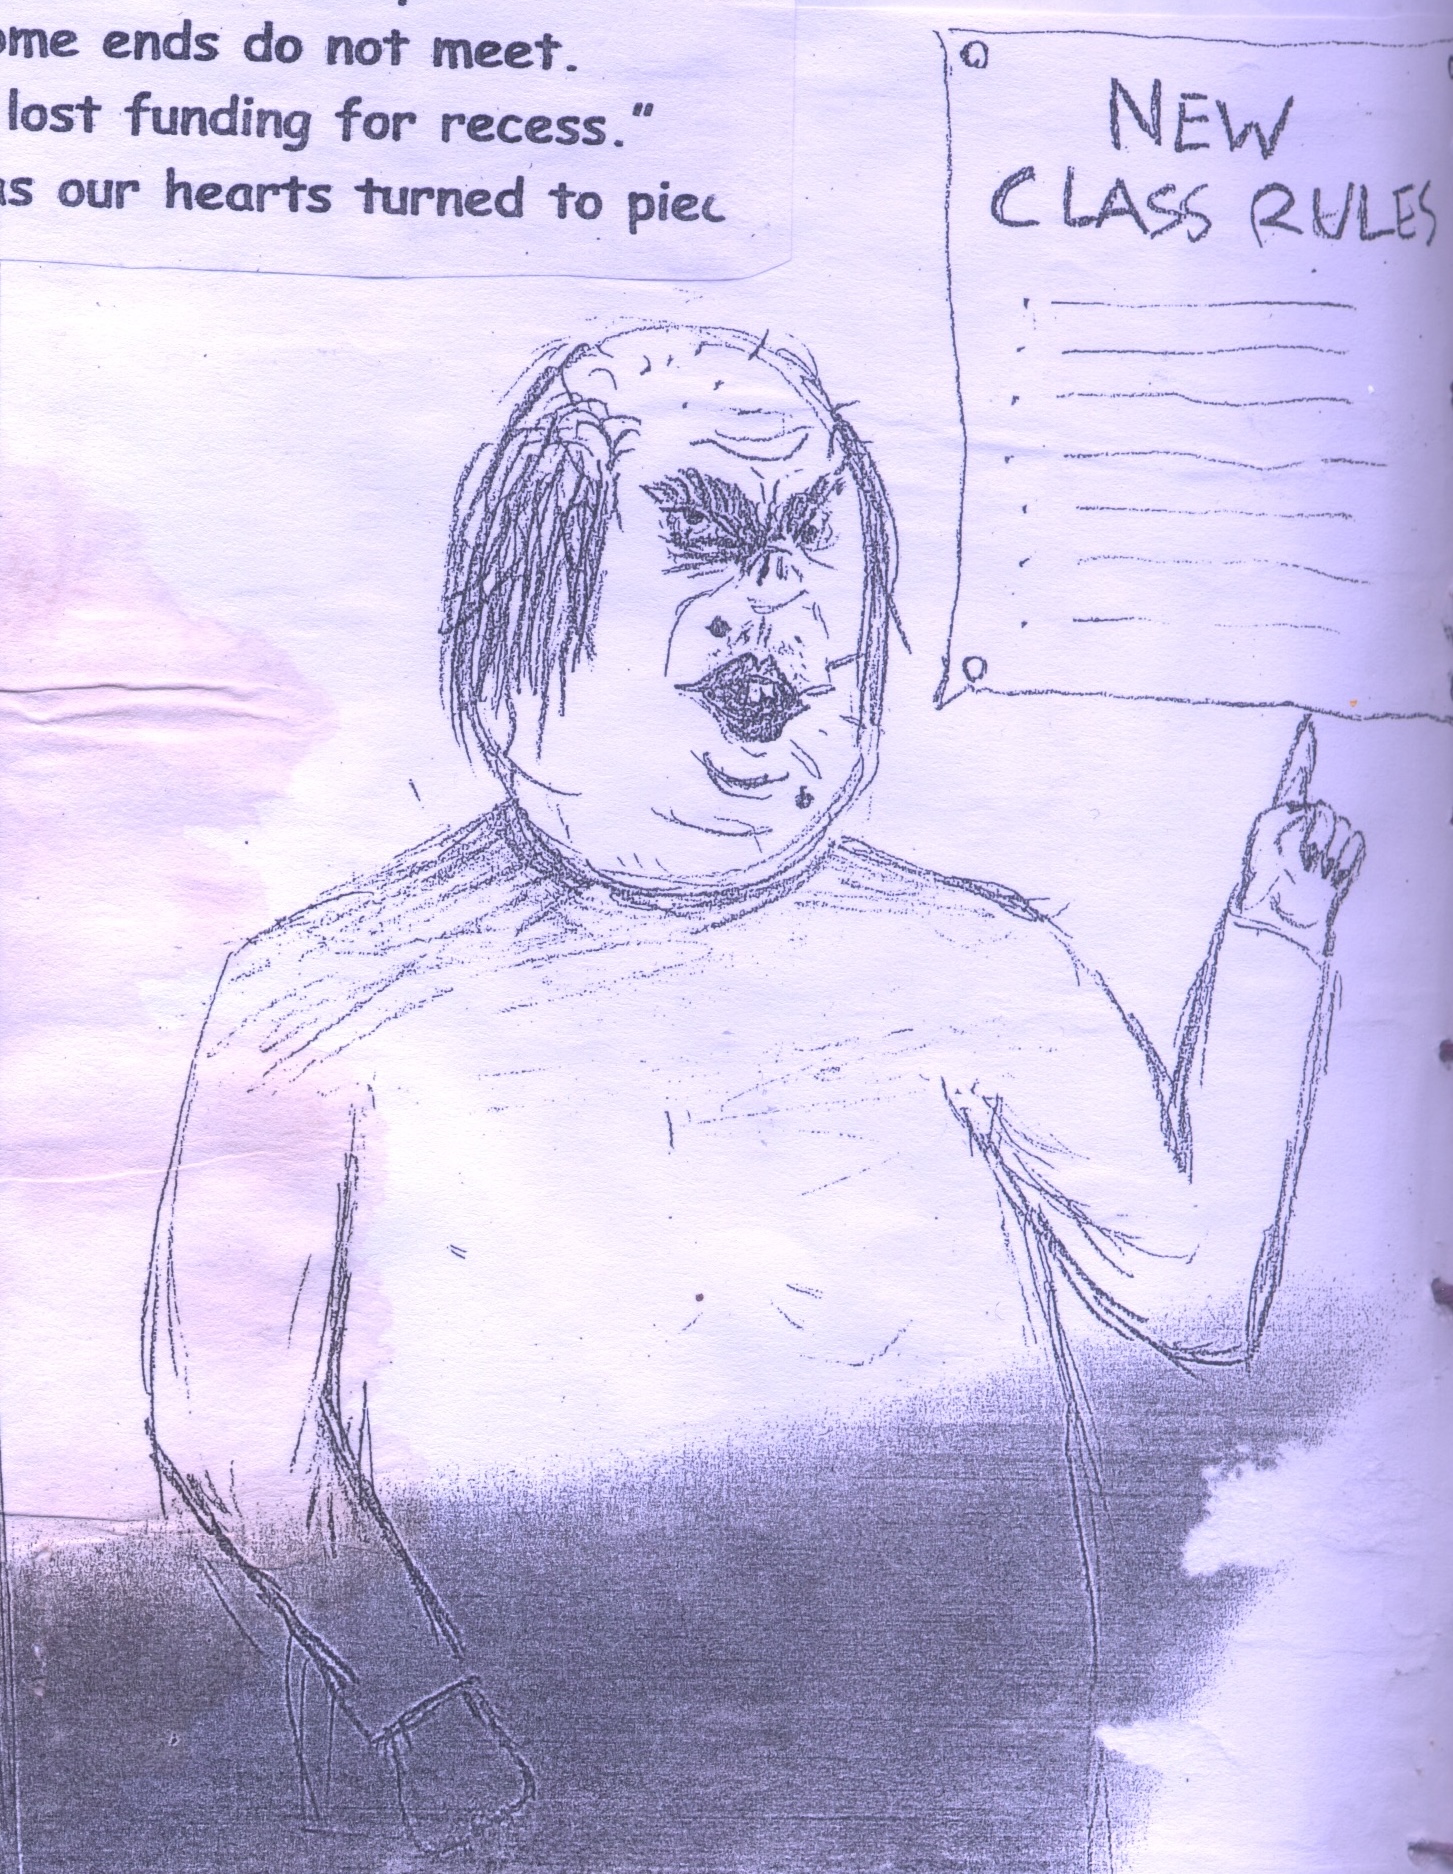 ome ends do not meet.
lost funding for recess.”
as our hearts turned to piec
NEW
CLASS RULES